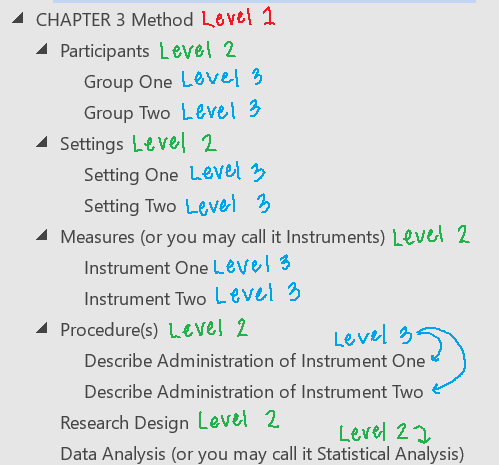 CHAPTER 3 Method Level 1
Participants Level 2
Group One Level 3
Group Two Level 3
Settings Level 2
Setting One Level 3
Setting Two Level 3
Measures (or you may call it Instruments) Level 2
Instrument One Level 3
Instrument Two Level 3
Procedure(s) Level 2
Level 3
Describe Administration of Instrument One
Describe Administration of Instrument Two
Research Design Level 2
Level 2
Data Analysis (or you may call it Statistical Analysis)